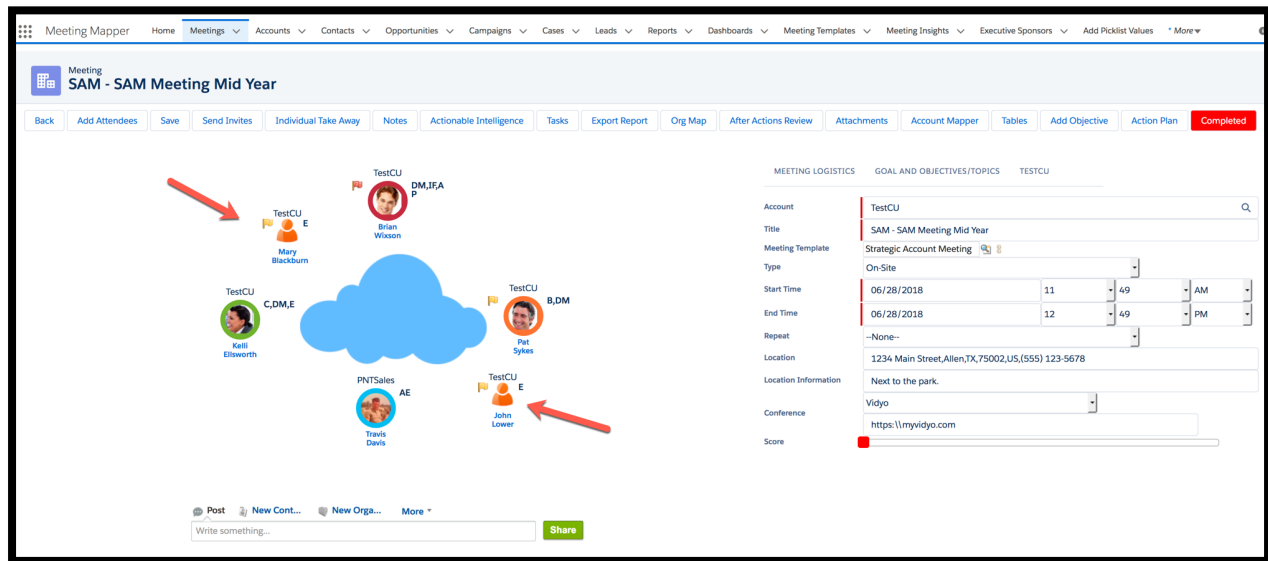 Meeting Mapper Home Meetings Accounts Contacts Opportunities Campaigns Cases Leads Reports Dashboards Meeting Templates Meeting Insights Executive Sponsors Add Picklist Values * More
Meeting
SAM - SAM Meeting Mid Year
Back Add Attendees Save Send Invites Individual Take Away Notes Actionable Intelligence Tasks Export Report Org Map After Actions Review Attachments Account Mapper Tables Add Objective Action Plan Completed
TestCU
DM,IF,A
P
Brian
Wixson
TestCU
E
Mary
Blackburn
TestCU
C,DM,E
Kelli
Ellsworth
TestCU
B,DM
Pat
Sykes
PNTSales
AE
Travis
Davis
TestCU
E
John
Lower
Post New Cont... New Orga... More
Write something...
Share
MEETING LOGISTICS GOAL AND OBJECTIVES/TOPICS TESTCU
Account TestCU
Title SAM - SAM Meeting Mid Year
Meeting Template Strategic Account Meeting
Type On-Site
Start Time 06/28/2018 11 49 AM
End Time 06/28/2018 12 49 PM
Repeat --None--
Location 1234 Main Street,Allen,TX,75002,US,(555) 123-5678
Location Information Next to the park.
Conference Vidyo
https:\\myvidyo.com
Score